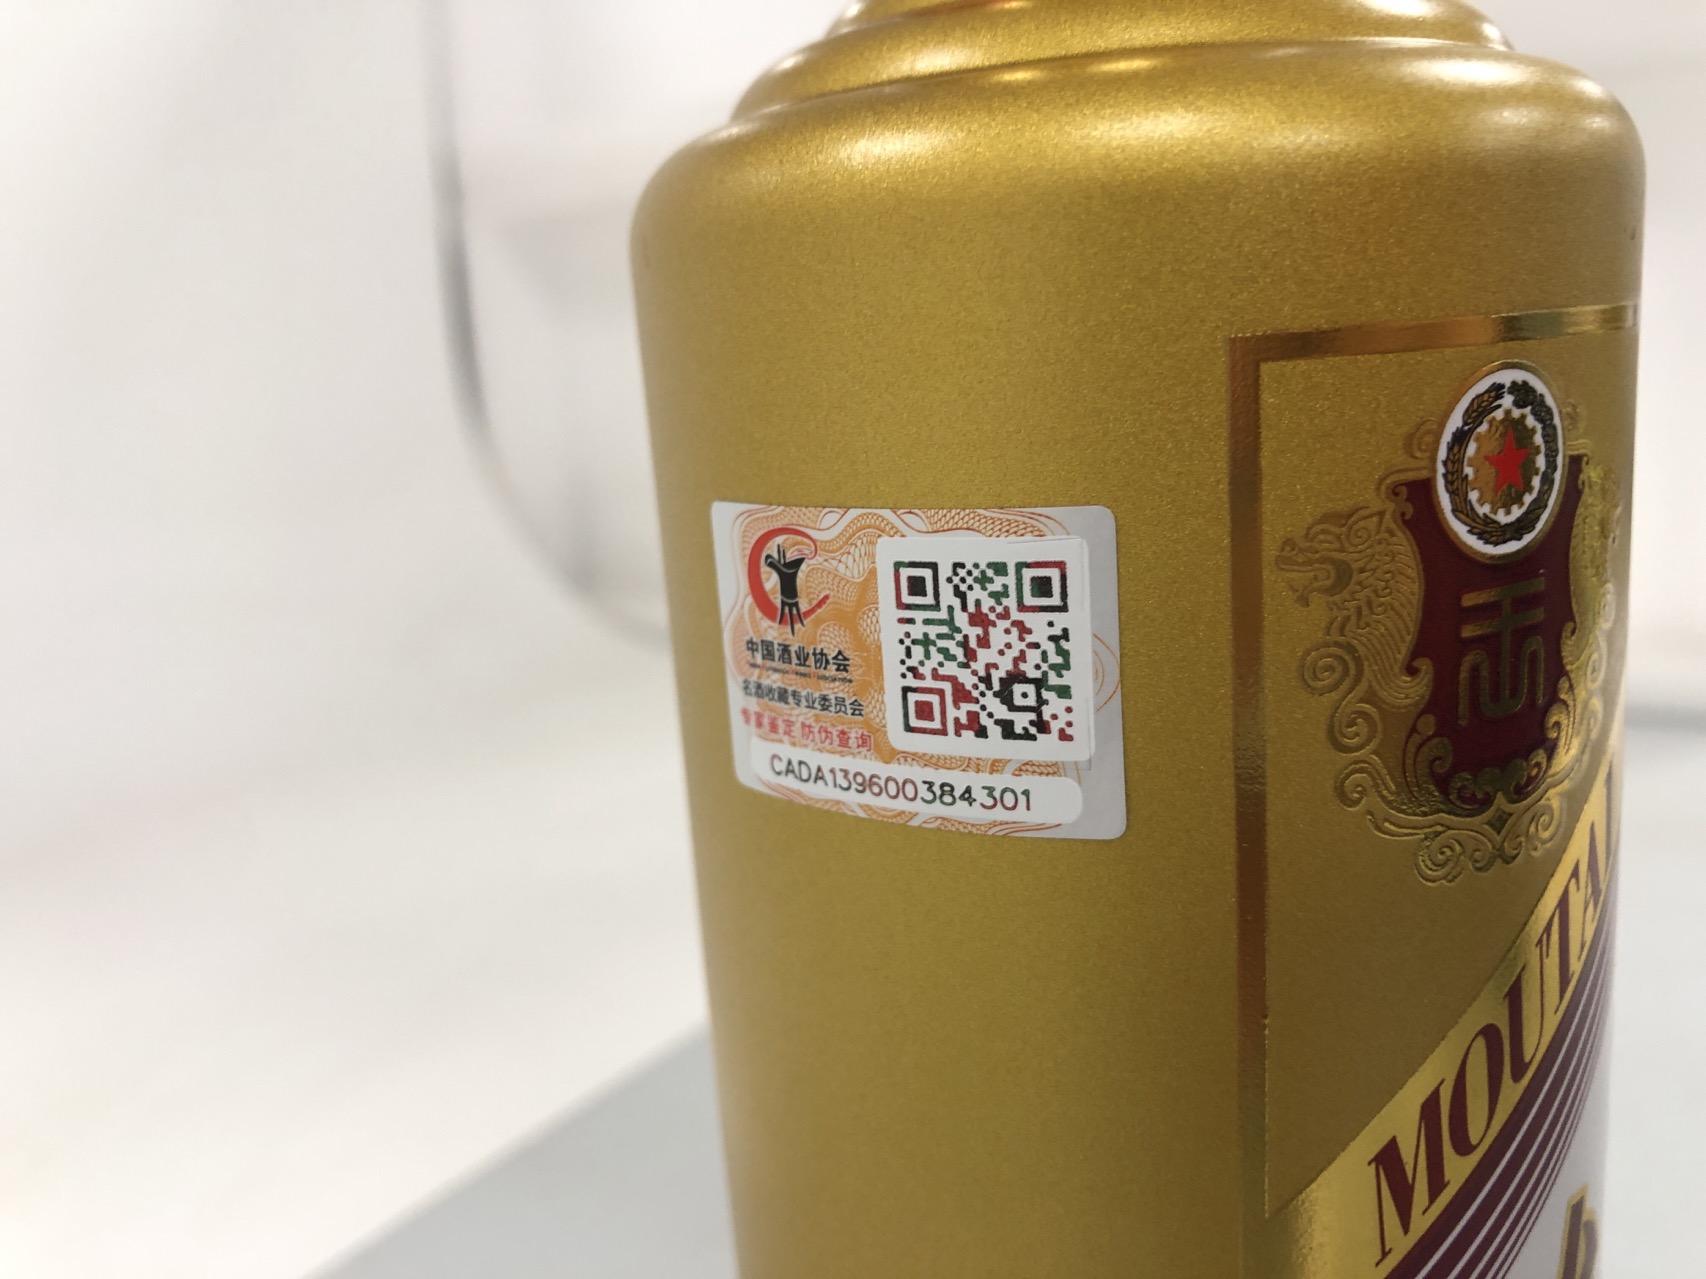 中国酒业协会
名酒收藏专业委员会
专家鉴定 防伪查询
CADA139600384301
MOUTAI